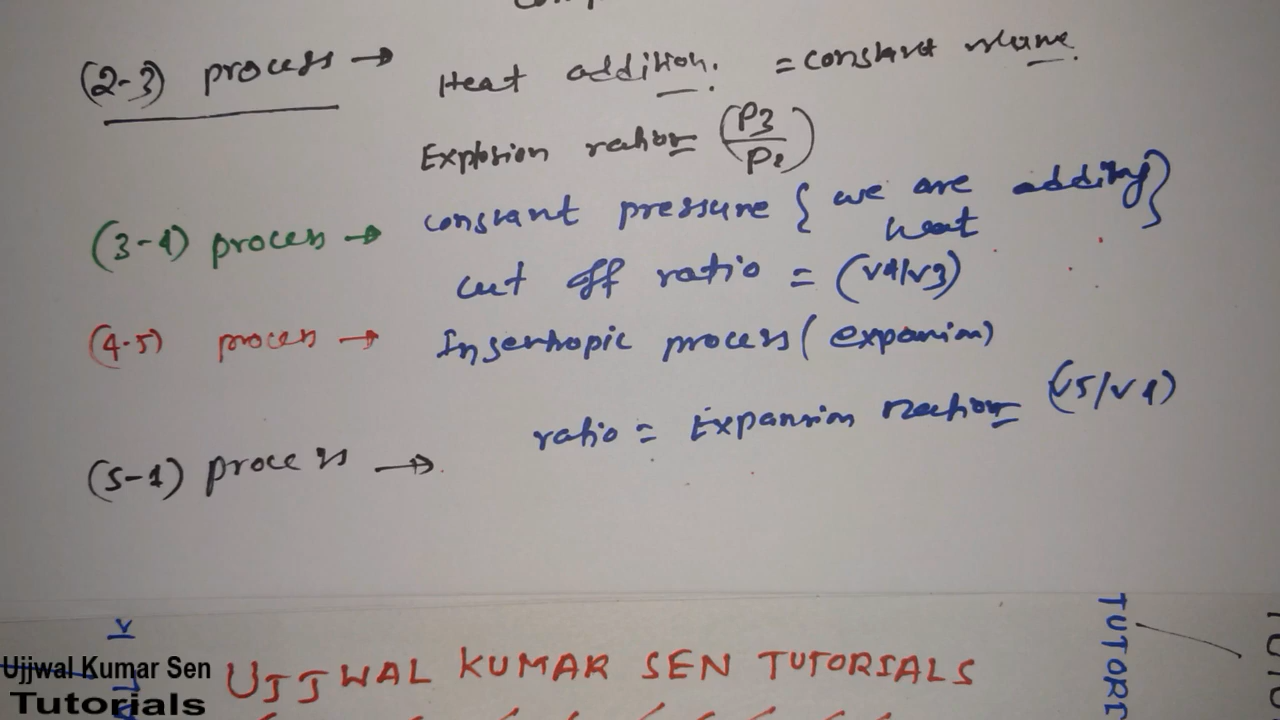 (2-3) process → Heat addition. = constant volume.
Explosion ratio = (P3/P2)
(3-4) process → constant pressure { we are adding heat }
cut off ratio = (V4/V3)
(4-5) process → Insentropic process (expansion)
ratio = Expansion ration = (V5/V4)
(5-1) process →
UJJWAL KUMAR SEN TUTORIALS
Ujjwal Kumar Sen
Tutorials